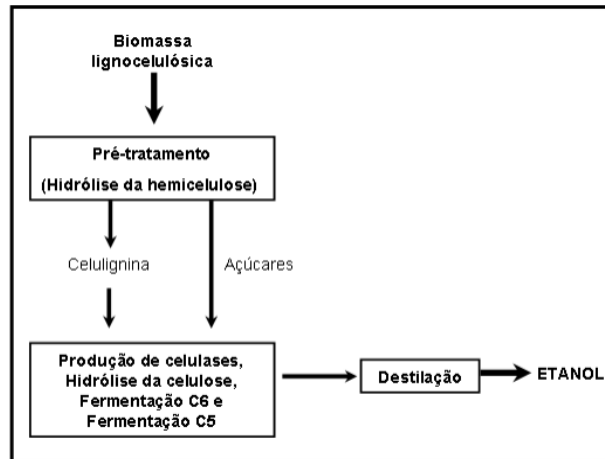 Biomassa
lignocelulósica
Pré-tratamento
(Hidrólise da hemicelulose)
Celulignina
Açúcares
Produção de celulases,
Hidrólise da celulose,
Fermentação C6 e
Fermentação C5
Destilação
ETANOL